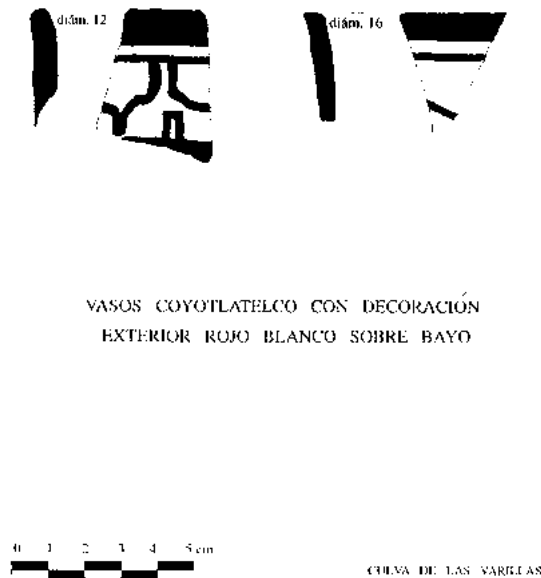 diám. 12
diám. 16
VASOS COYOTLATELCO CON DECORACIÓN
EXTERIOR ROJO BLANCO SOBRE BAYO
0 1 2 3 4 5 cm
CUEVA DE LAS VARILLAS